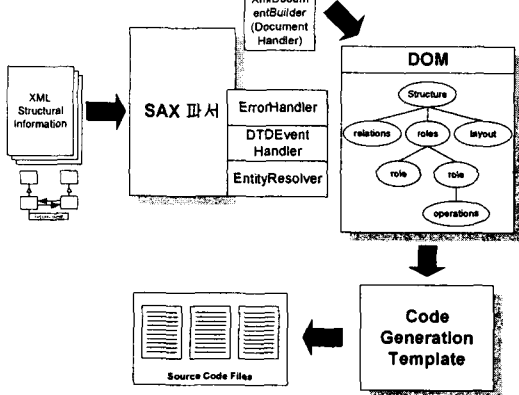 XmlDocum
entBuilder
(Document
Handler)
XML
Structural
Information
SAX 파서
ErrorHandler
DTDEvent
Handler
EntityResolver
DOM
Structure
relations
roles
layout
role
role
operations
Code
Generation
Template
Source Code Files